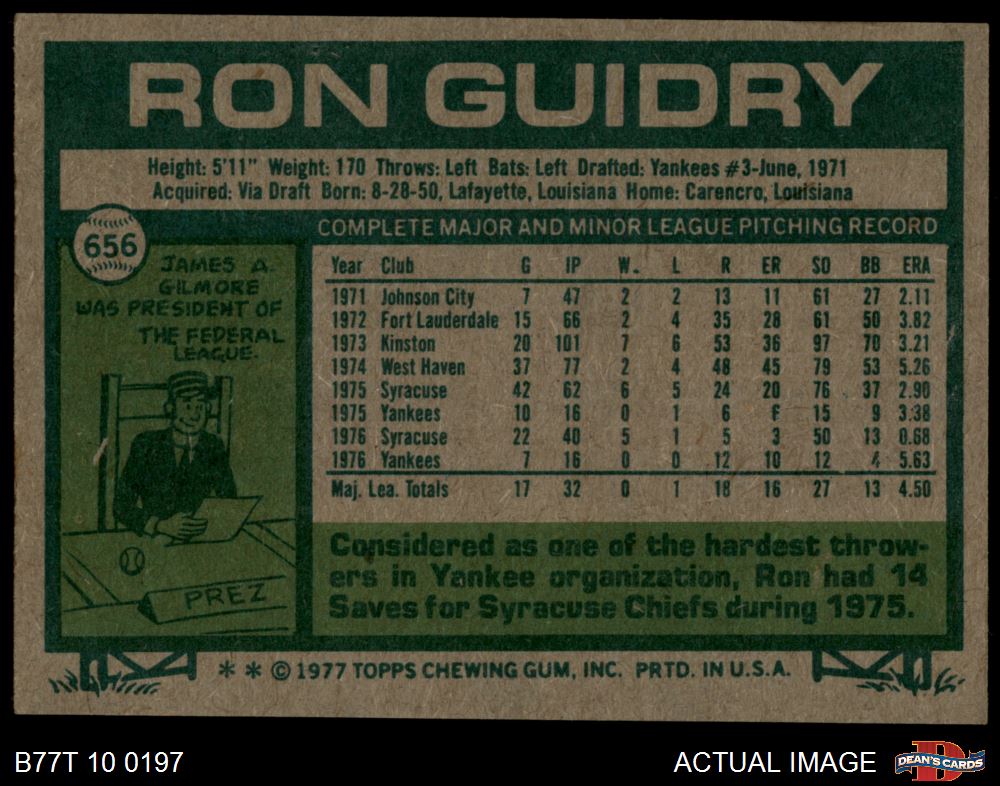 RON GUIDRY
Height: 5'11" Weight: 170 Throws: Left Bats: Left Drafted: Yankees #3-June, 1971
Acquired: Via Draft Born: 8-28-50, Lafayette, Louisiana Home: Carencro, Louisiana
656
JAMES A.
GILMORE
WAS PRESIDENT OF
THE FEDERAL
LEAGUE.
PREZ
COMPLETE MAJOR AND MINOR LEAGUE PITCHING RECORD
Year Club G IP W. L R ER SO BB ERA
1971 Johnson City 7 47 2 2 13 11 61 27 2.11
1972 Fort Lauderdale 15 66 2 4 35 28 61 50 3.82
1973 Kinston 20 101 7 6 53 36 97 70 3.21
1974 West Haven 37 77 2 4 48 45 79 53 5.26
1975 Syracuse 42 62 6 5 24 20 76 37 2.90
1975 Yankees 10 16 0 1 6 15 9 3.38
1976 Syracuse 22 40 5 1 5 3 50 13 0.68
1976 Yankees 7 16 0 0 12 10 12 4 5.63
Maj. Lea. Totals 17 32 0 1 18 16 27 13 4.50
Considered as one of the hardest throw-
ers in Yankee organization, Ron had 14
Saves for Syracuse Chiefs during 1975.
* * © 1977 TOPPS CHEWING GUM, INC. PRTD. IN U.S.A.
B77T 10 0197
ACTUAL IMAGE
D
DEAN'S CARDS